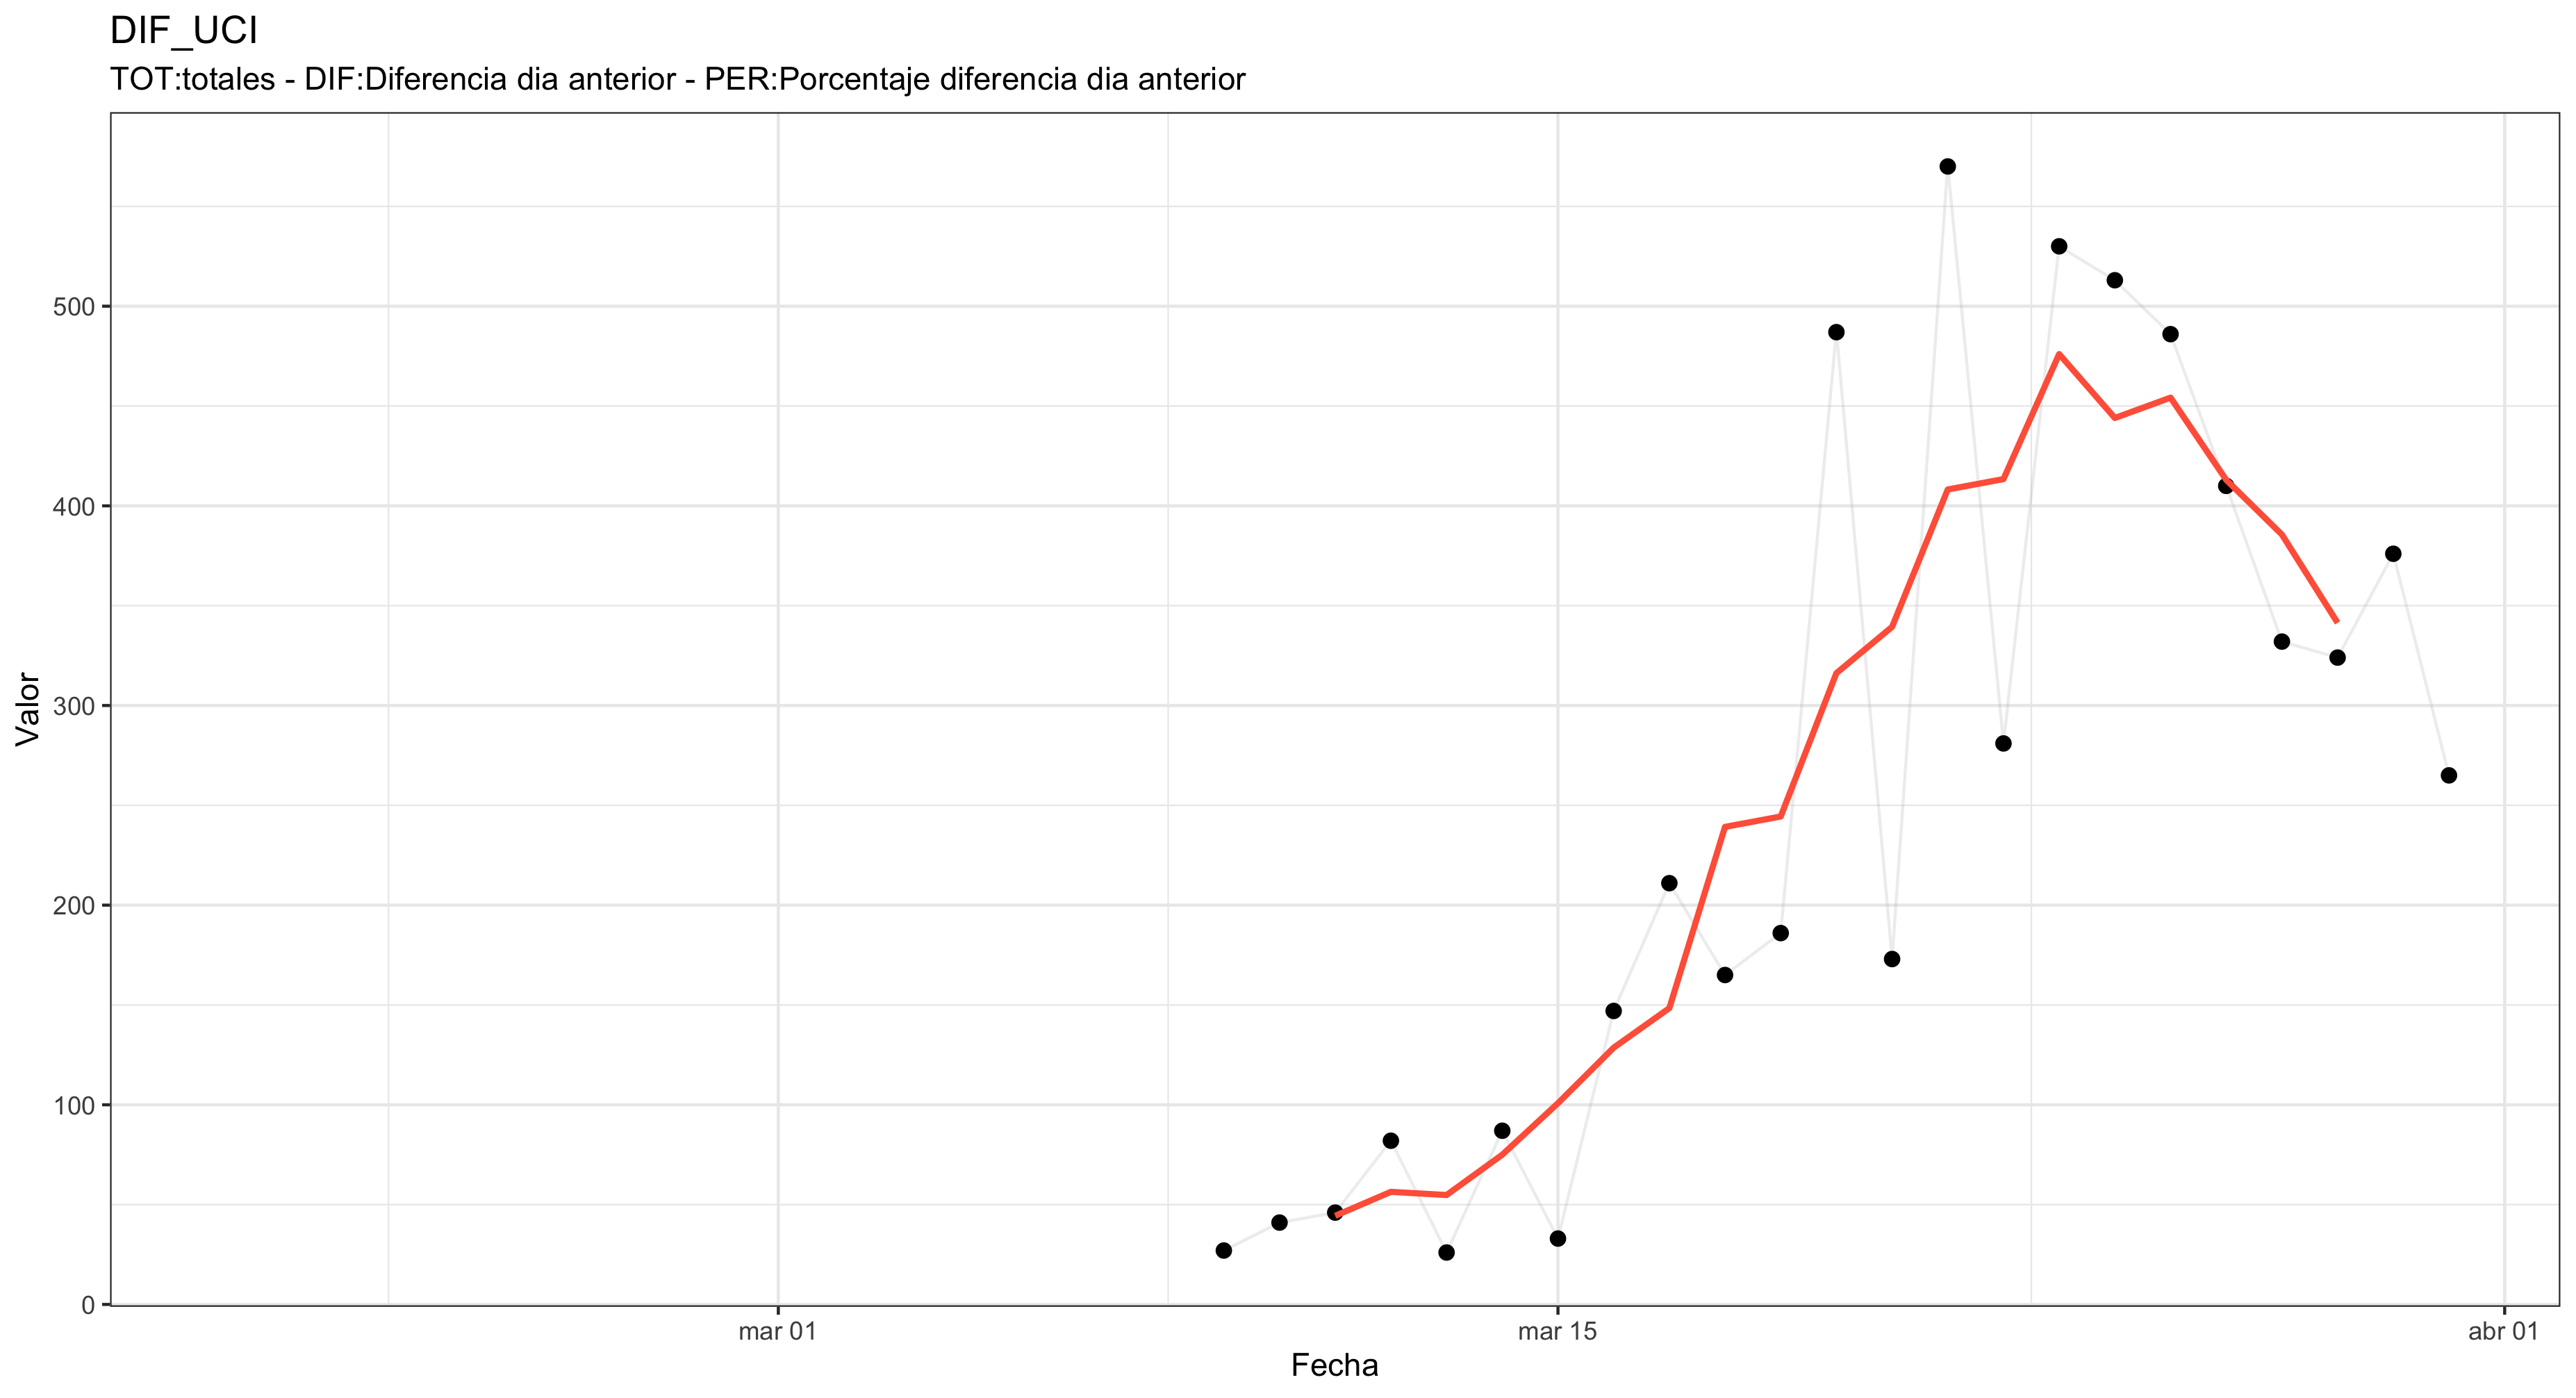 DIF_UCI
TOT:totales - DIF:Diferencia dia anterior - PER:Porcentaje diferencia dia anterior
Valor
500
400
300
200
100
0
mar 01
mar 15
abr 01
Fecha